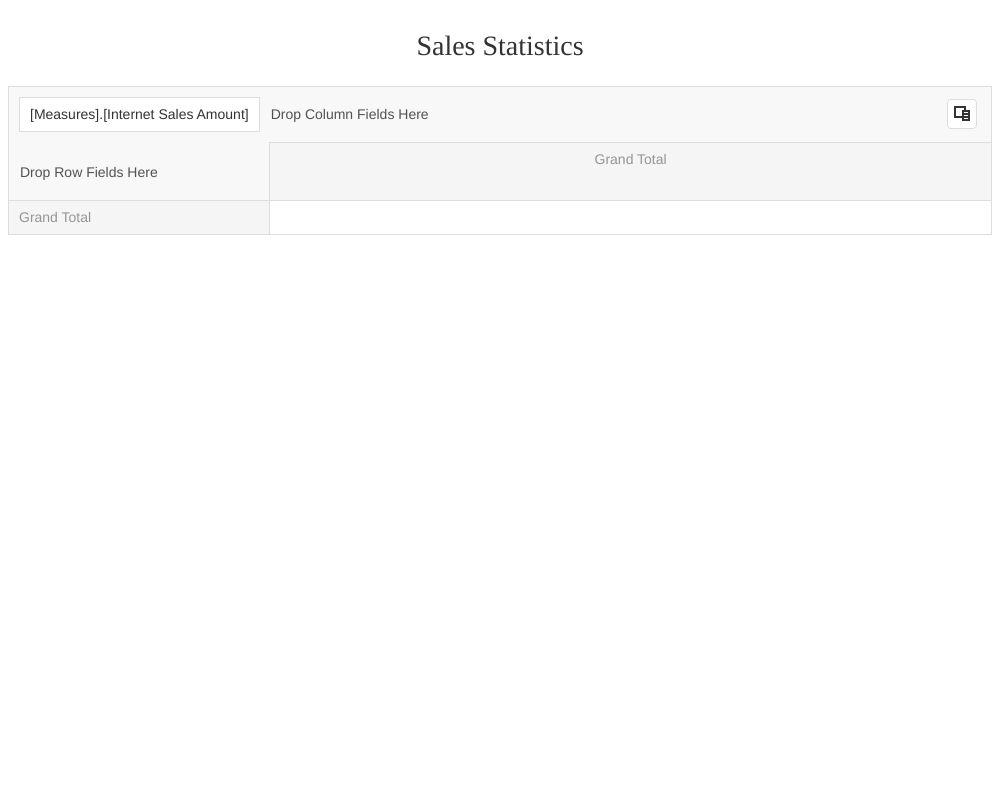 Sales Statistics
[Measures].[Internet Sales Amount]
Drop Column Fields Here
Drop Row Fields Here
Grand Total
Grand Total